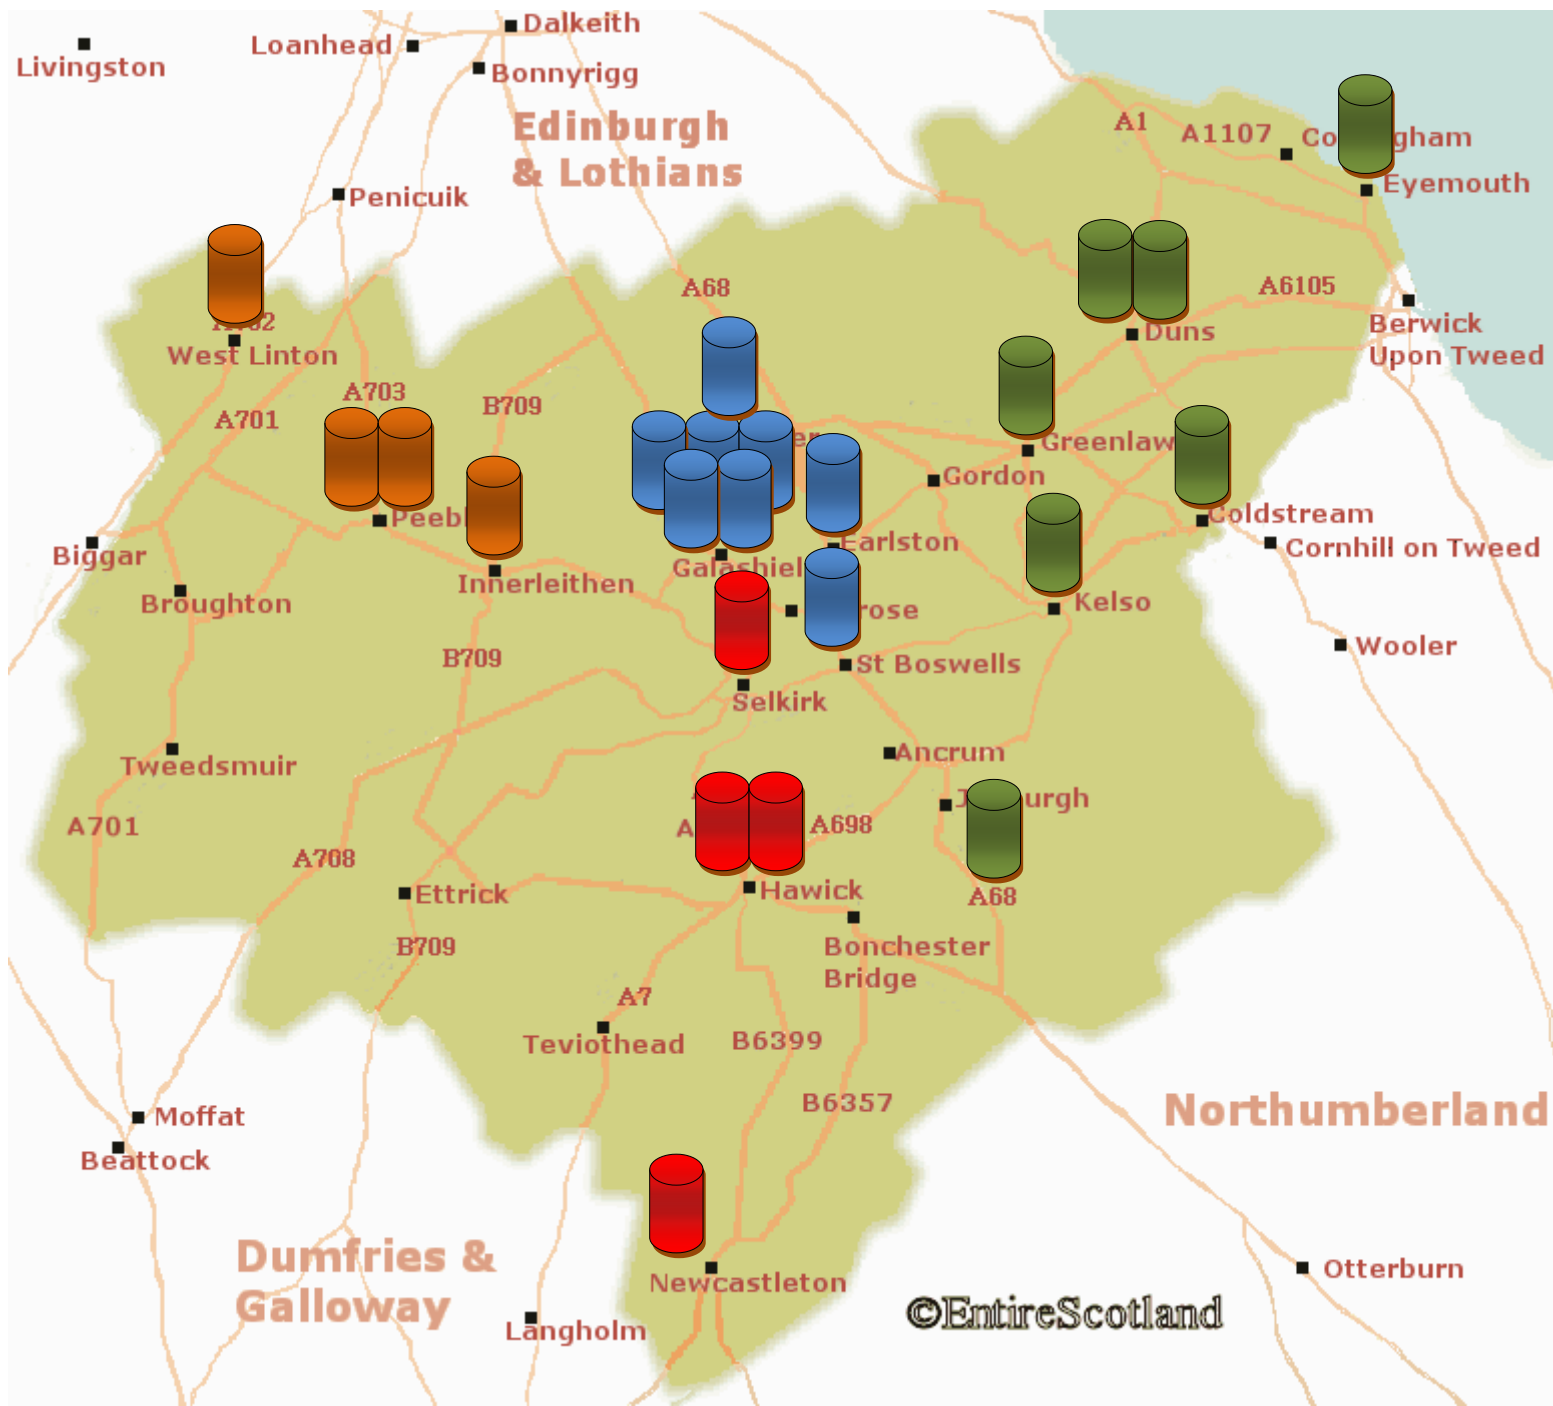 Dalkeith
Loanhead
Livingston
Bonnyrigg
Edinburgh
& Lothians
A1
A1107
Eyemouth
Penicuik
A68
A6105
Berwick
Upon Tweed
Duns
West Linton
A703
B709
A701
Greenlaw
Gordon
Coldstream
Cornhill on Tweed
Earlston
Biggar
Innerleithen
Broughton
Kelso
Wooler
B709
St Boswells
Selkirk
Ancrum
Tweedsmuir
A701
A698
A708
Ettrick
Hawick
A68
B709
Bonchester
Bridge
A7
Teviothead
B6399
B6357
Northumberland
Moffat
Beattock
Dumfries &
Galloway
Newcastleton
Otterburn
©EntireScotland
Langholm